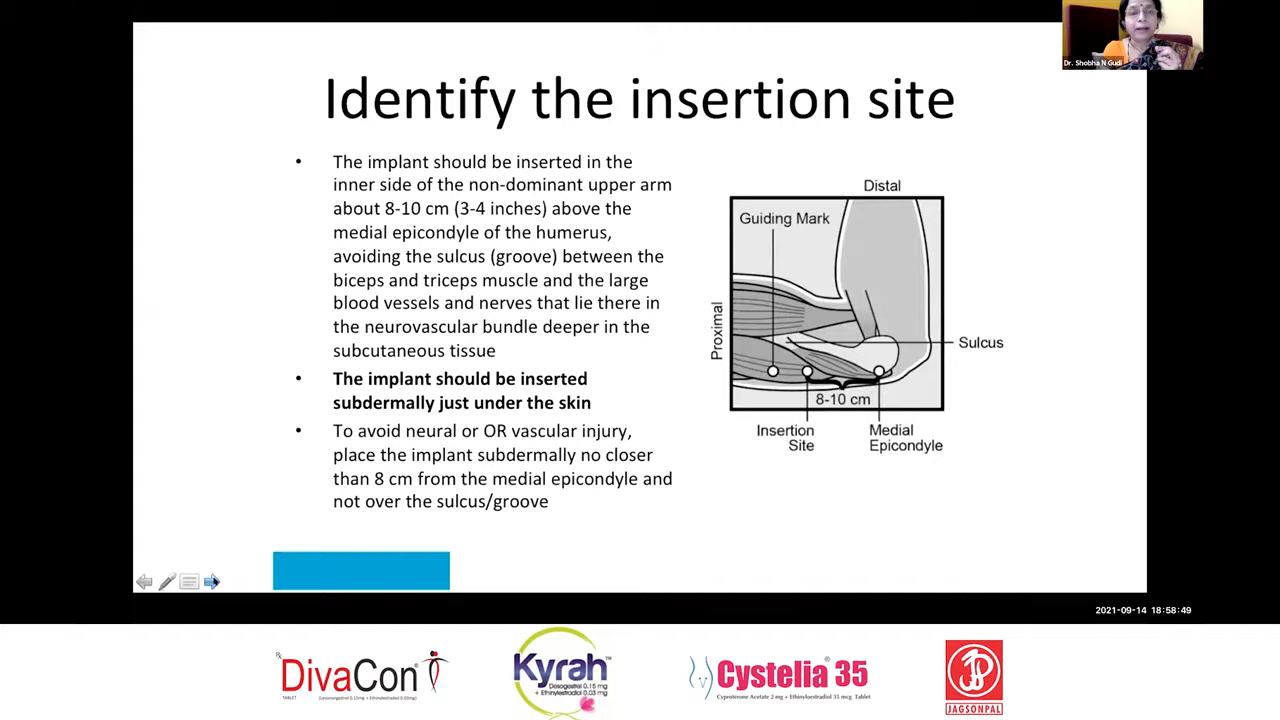 Dr. Shobha N Gudi
Identify the insertion site
• The implant should be inserted in the
inner side of the non-dominant upper arm
about 8-10 cm (3-4 inches) above the
medial epicondyle of the humerus,
avoiding the sulcus (groove) between the
biceps and triceps muscle and the large
blood vessels and nerves that lie there in
the neurovascular bundle deeper in the
subcutaneous tissue
• The implant should be inserted
subdermally just under the skin
• To avoid neural or OR vascular injury,
place the implant subdermally no closer
than 8 cm from the medial epicondyle and
not over the sulcus/groove
Distal
Guiding Mark
Proximal
Sulcus
8-10 cm
Insertion
Site
Medial
Epicondyle
2021-09-14 18:58:49
Rx
DivaCon®
TABLET
Kyrah™
Desogestrel 0.15 mg
+ Ethinylestradiol 0.03 mg
Cystelia® 35
Cyproterone Acetate 2 mg + Ethinyloestradiol 35 mcg Tablet
JAGSONPAL